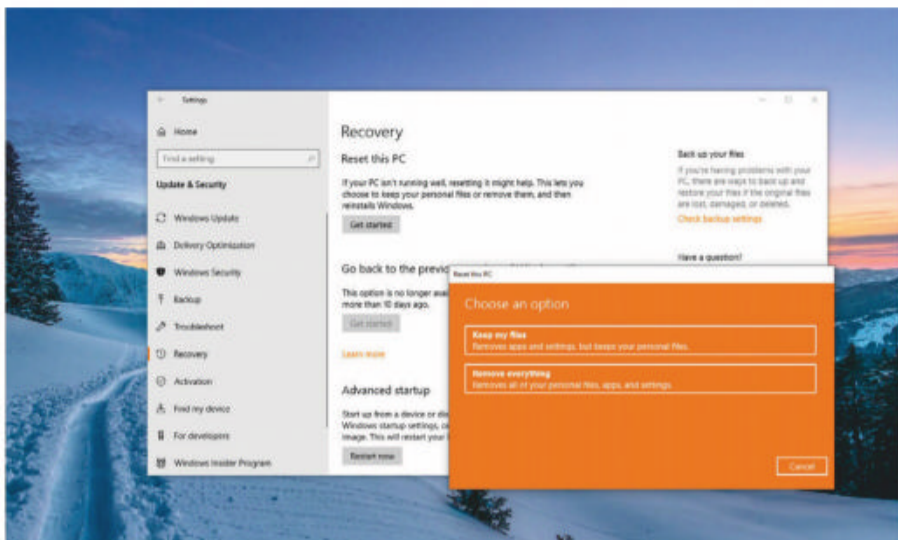 Settings
Home
Find a setting
Update & Security
Windows Update
Delivery Optimization
Windows Security
Backup
Troubleshoot
Recovery
Activation
Find my device
For developers
Windows Insider Program
Recovery
Reset this PC
If your PC isn't running well, resetting it might help. This lets you
choose to keep your personal files or remove them, and then
reinstalls Windows.
Get started
Go back to the previo
This option is no longer avai
more than 10 days ago.
Get started
Learn more
Advanced startup
Start up from a device or di
Windows startup settings, o
image. This will restart your
Restart now
Back up your files
If you're having problems with your
PC, there are ways to back up and
restore your files if the original files
are lost, damaged, or deleted.
Check backup settings
Have a question?
Reset this PC
Choose an option
Keep my files
Removes apps and settings, but keeps your personal files.
Remove everything
Removes all of your personal files, apps, and settings.
Cancel